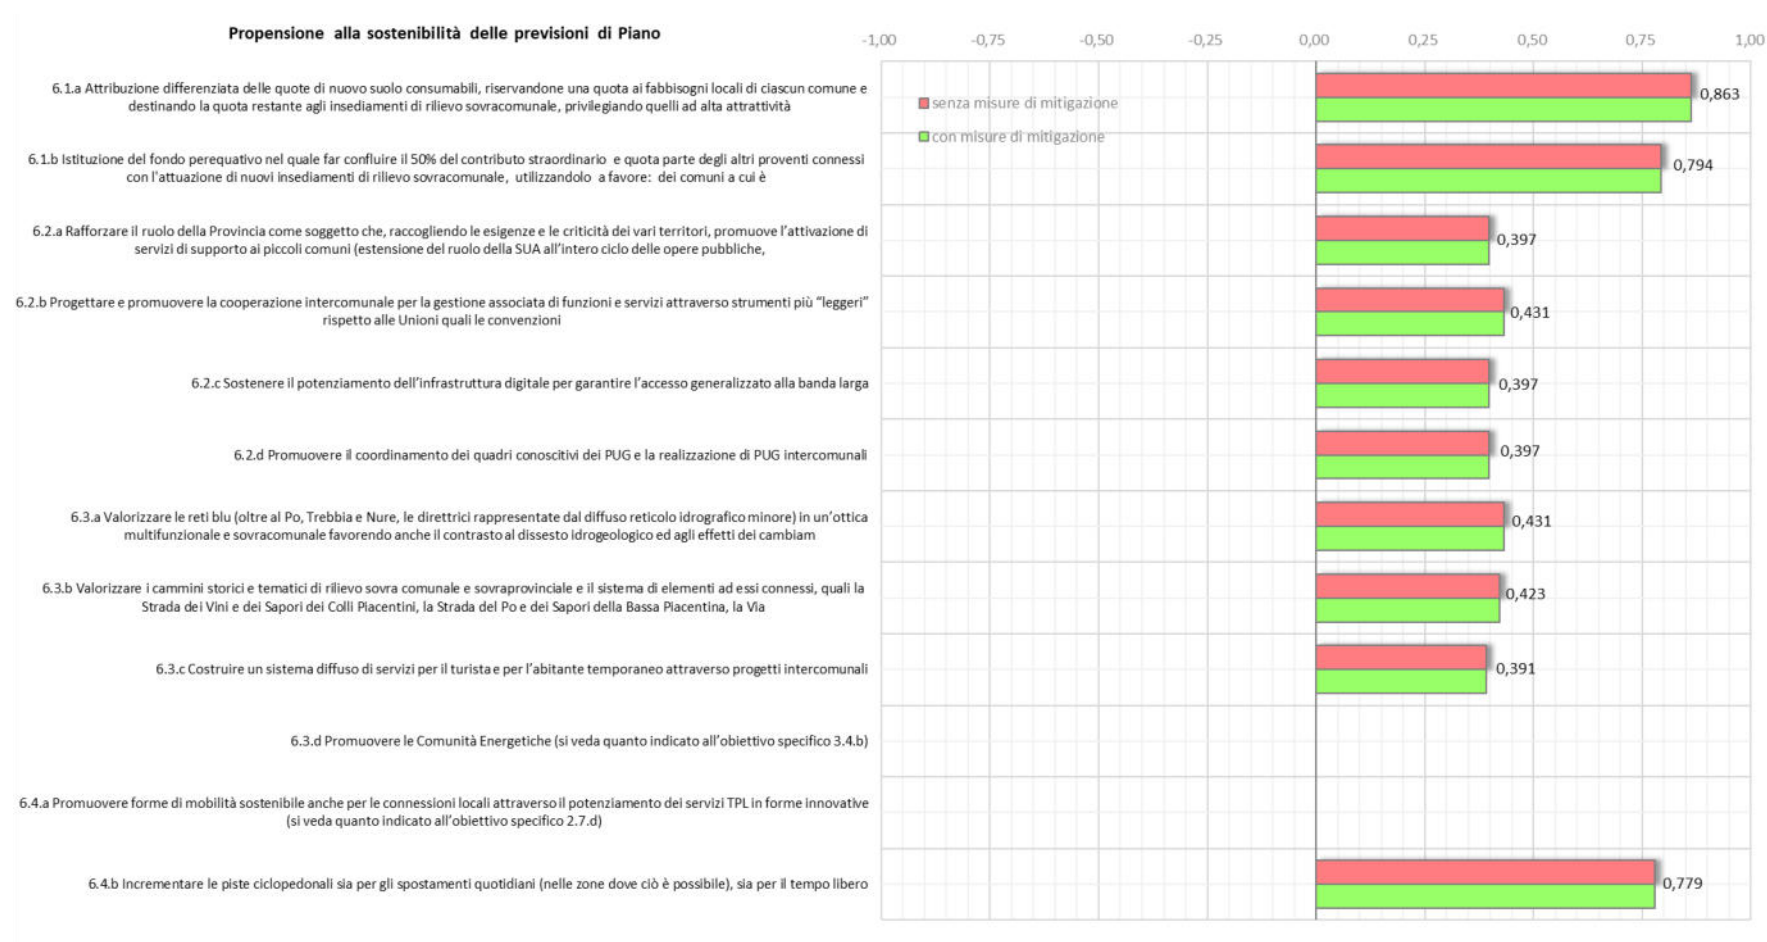 Propensione alla sostenibilità delle previsioni di Piano
-1,00 -0,75 -0,50 -0,25 0,00 0,25 0,50 0,75 1,00
senza misure di mitigazione
con misure di mitigazione
6.1.a Attribuzione differenziata delle quote di nuovo suolo consumabili, riservandone una quota ai fabbisogni locali di ciascun comune e
destinando la quota restante agli insediamenti di rilievo sovracomunale, privilegiando quelli ad alta attrattività
0,863
6.1.b Istituzione del fondo perequativo nel quale far confluire il 50% del contributo straordinario e quota parte degli altri proventi connessi
con l'attuazione di nuovi insediamenti di rilievo sovracomunale, utilizzandolo a favore: dei comuni a cui è
0,794
6.2.a Rafforzare il ruolo della Provincia come soggetto che, raccogliendo le esigenze e le criticità dei vari territori, promuove l’attivazione di
servizi di supporto ai piccoli comuni (estensione del ruolo della SUA all’intero ciclo delle opere pubbliche,
0,397
6.2.b Progettare e promuovere la cooperazione intercomunale per la gestione associata di funzioni e servizi attraverso strumenti più “leggeri”
rispetto alle Unioni quali le convenzioni
0,431
6.2.c Sostenere il potenziamento dell’infrastruttura digitale per garantire l’accesso generalizzato alla banda larga
0,397
6.2.d Promuovere il coordinamento dei quadri conoscitivi dei PUG e la realizzazione di PUG intercomunali
0,397
6.3.a Valorizzare le reti blu (oltre al Po, Trebbia e Nure, le direttrici rappresentate dal diffuso reticolo idrografico minore) in un’ottica
multifunzionale e sovracomunale favorendo anche il contrasto al dissesto idrogeologico ed agli effetti dei cambiam
0,431
6.3.b Valorizzare i cammini storici e tematici di rilievo sovra comunale e sovraprovinciale e il sistema di elementi ad essi connessi, quali la
Strada dei Vini e dei Sapori dei Colli Piacentini, la Strada del Po e dei Sapori della Bassa Piacentina, la Via
0,423
6.3.c Costruire un sistema diffuso di servizi per il turista e per l’abitante temporaneo attraverso progetti intercomunali
0,391
6.3.d Promuovere le Comunità Energetiche (si veda quanto indicato all’obiettivo specifico 3.4.b)
6.4.a Promuovere forme di mobilità sostenibile anche per le connessioni locali attraverso il potenziamento dei servizi TPL in forme innovative
(si veda quanto indicato all’obiettivo specifico 2.7.d)
6.4.b Incrementare le piste ciclopedonali sia per gli spostamenti quotidiani (nelle zone dove ciò è possibile), sia per il tempo libero
0,779